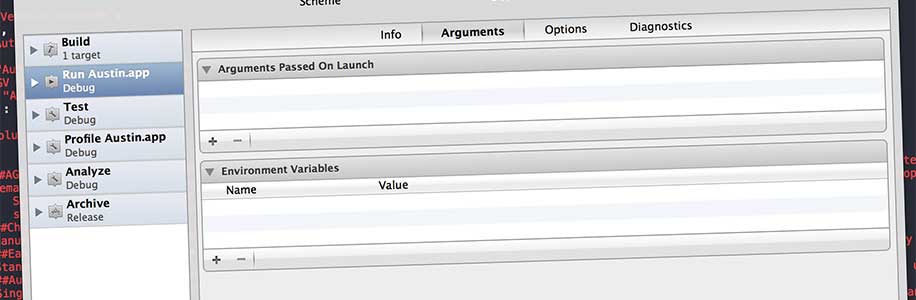 Scheme
Info
Arguments
Options
Diagnostics
Build
1 target
Run Austin.app
Debug
Test
Debug
Profile Austin.app
Debug
Analyze
Debug
Archive
Release
Arguments Passed On Launch
Environment Variables
Name
Value